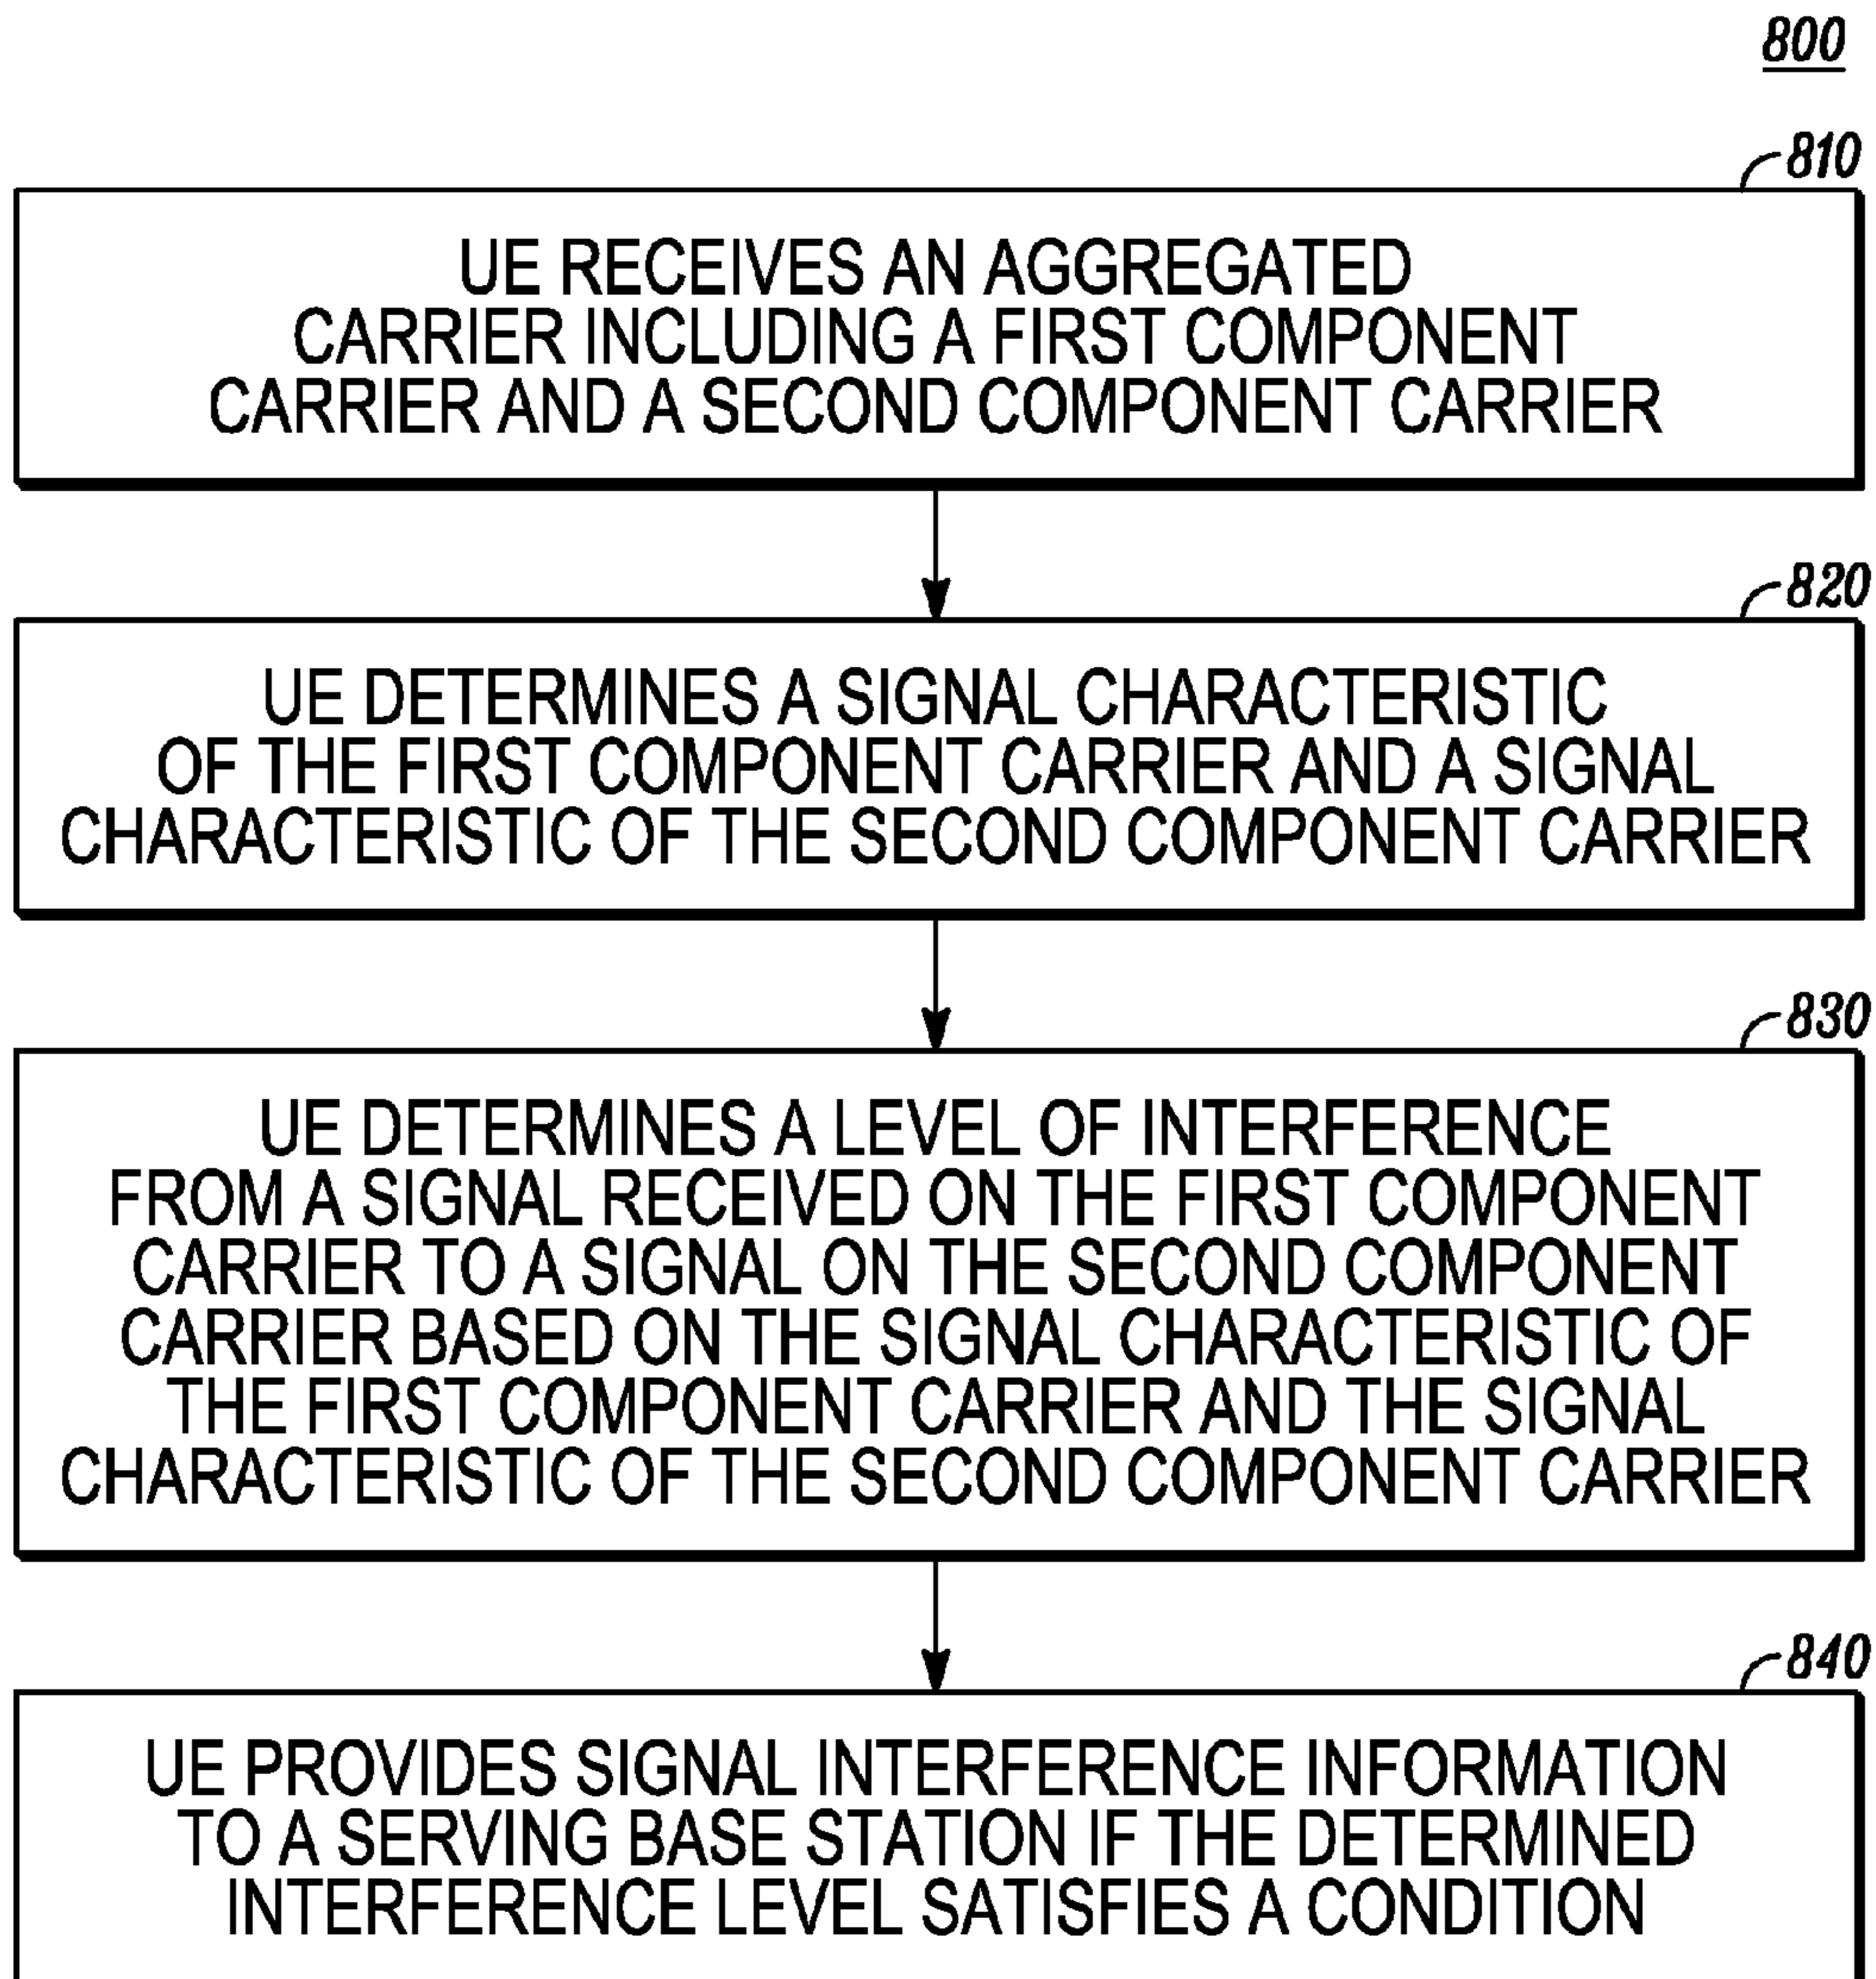 800
810
UE RECEIVES AN AGGREGATED
CARRIER INCLUDING A FIRST COMPONENT
CARRIER AND A SECOND COMPONENT CARRIER
820
UE DETERMINES A SIGNAL CHARACTERISTIC
OF THE FIRST COMPONENT CARRIER AND A SIGNAL
CHARACTERISTIC OF THE SECOND COMPONENT CARRIER
830
UE DETERMINES A LEVEL OF INTERFERENCE
FROM A SIGNAL RECEIVED ON THE FIRST COMPONENT
CARRIER TO A SIGNAL ON THE SECOND COMPONENT
CARRIER BASED ON THE SIGNAL CHARACTERISTIC OF
THE FIRST COMPONENT CARRIER AND THE SIGNAL
CHARACTERISTIC OF THE SECOND COMPONENT CARRIER
840
UE PROVIDES SIGNAL INTERFERENCE INFORMATION
TO A SERVING BASE STATION IF THE DETERMINED
INTERFERENCE LEVEL SATISFIES A CONDITION